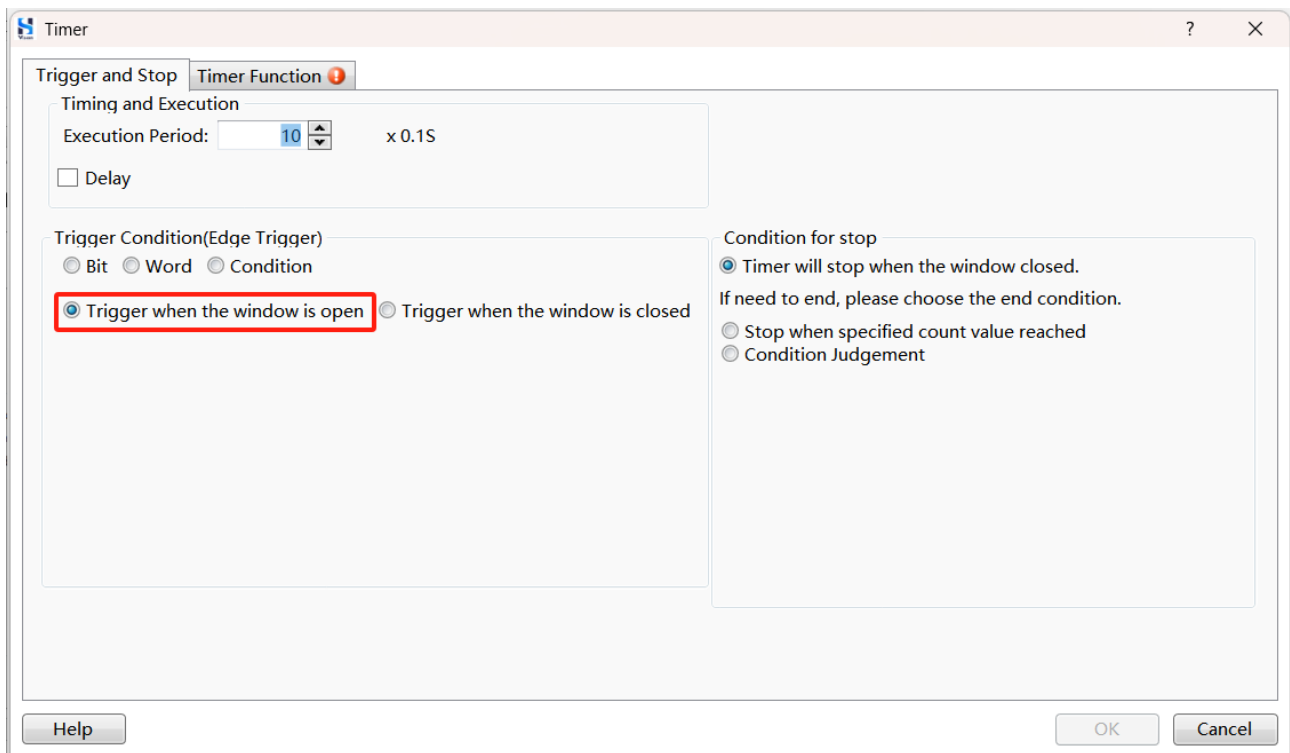 Timer
?
Trigger and Stop
Timer Function
Timing and Execution
Execution Period: 10 x 0.1S
Delay
Trigger Condition(Edge Trigger)
Bit Word Condition
Trigger when the window is open Trigger when the window is closed
Condition for stop
Timer will stop when the window closed.
If need to end, please choose the end condition.
Stop when specified count value reached
Condition Judgement
Help
OK
Cancel